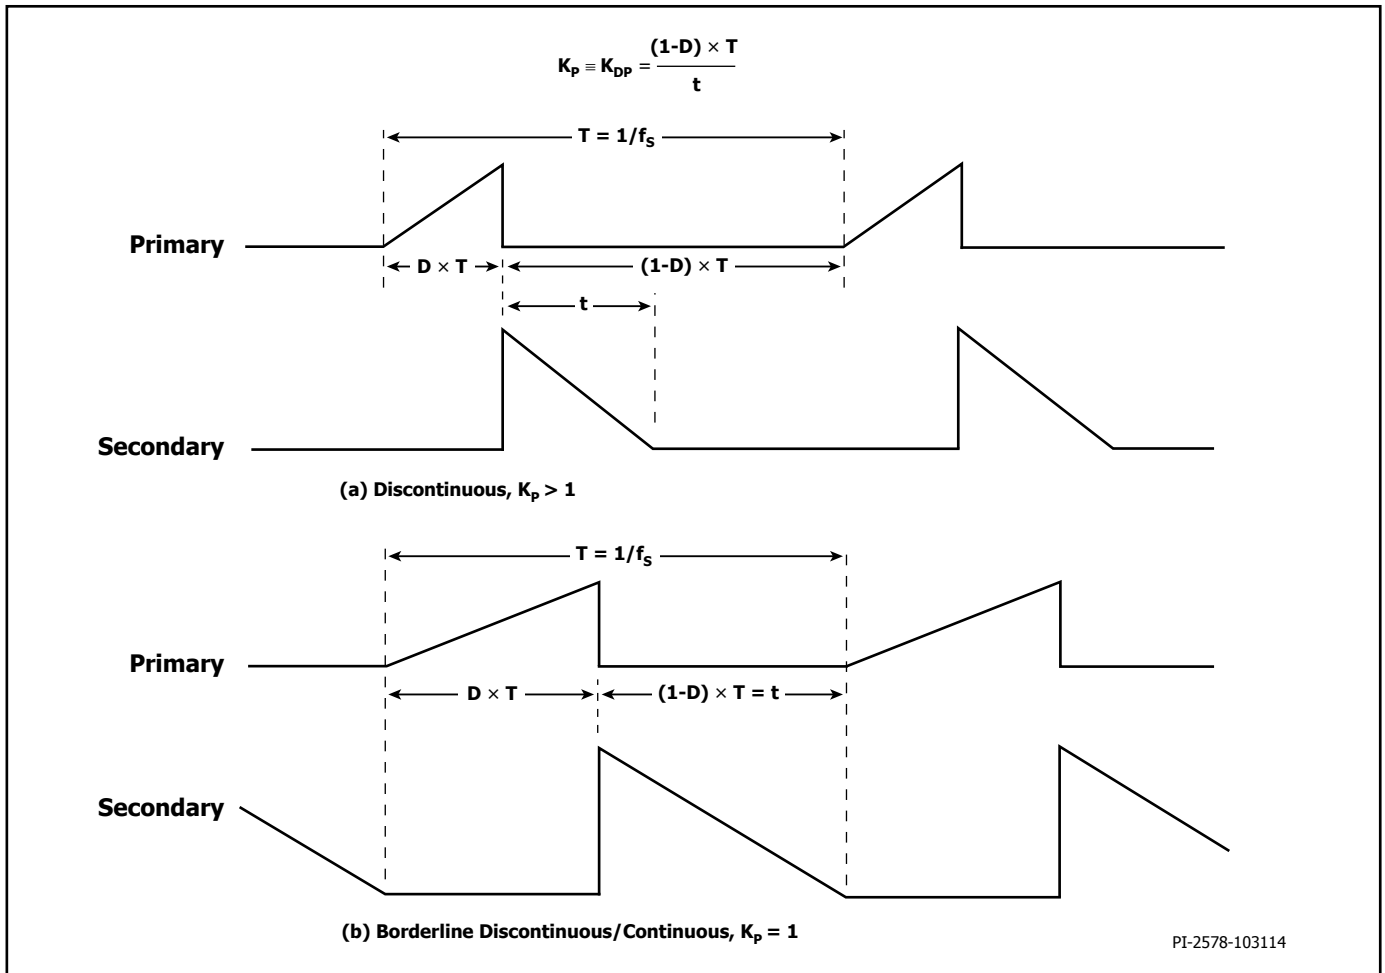 K_P ≡ K_DP = (1-D) × T / t
T = 1/f_S
Primary
D × T
(1-D) × T
t
Secondary
(a) Discontinuous, K_P > 1
T = 1/f_S
Primary
D × T
(1-D) × T = t
Secondary
(b) Borderline Discontinuous/Continuous, K_P = 1
PI-2578-103114